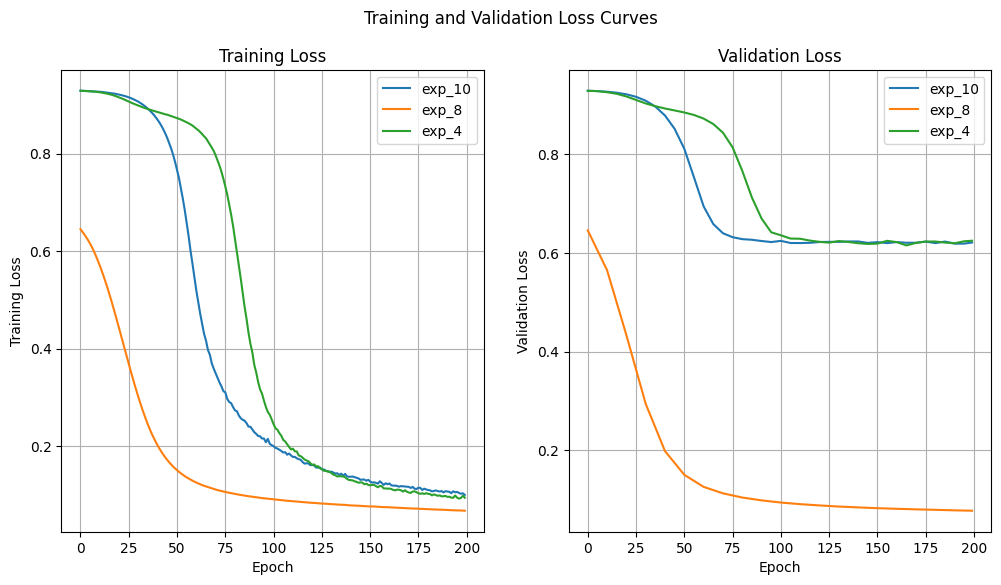 Training and Validation Loss Curves
Training Loss
exp_10
exp_8
exp_4
Training Loss
0.8
0.6
0.4
0.2
0 25 50 75 100 125 150 175 200
Epoch
Validation Loss
exp_10
exp_8
exp_4
Validation Loss
0.8
0.6
0.4
0.2
0 25 50 75 100 125 150 175 200
Epoch